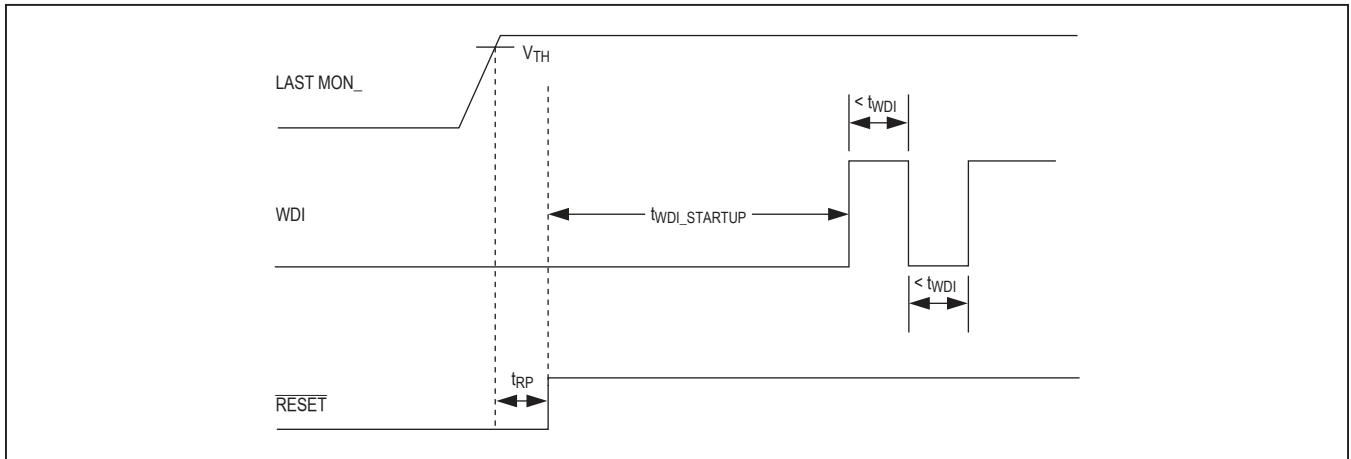 VTH
LAST MON_
< tWDI
WDI
tWDI_STARTUP
< tWDI
tRP
RESET